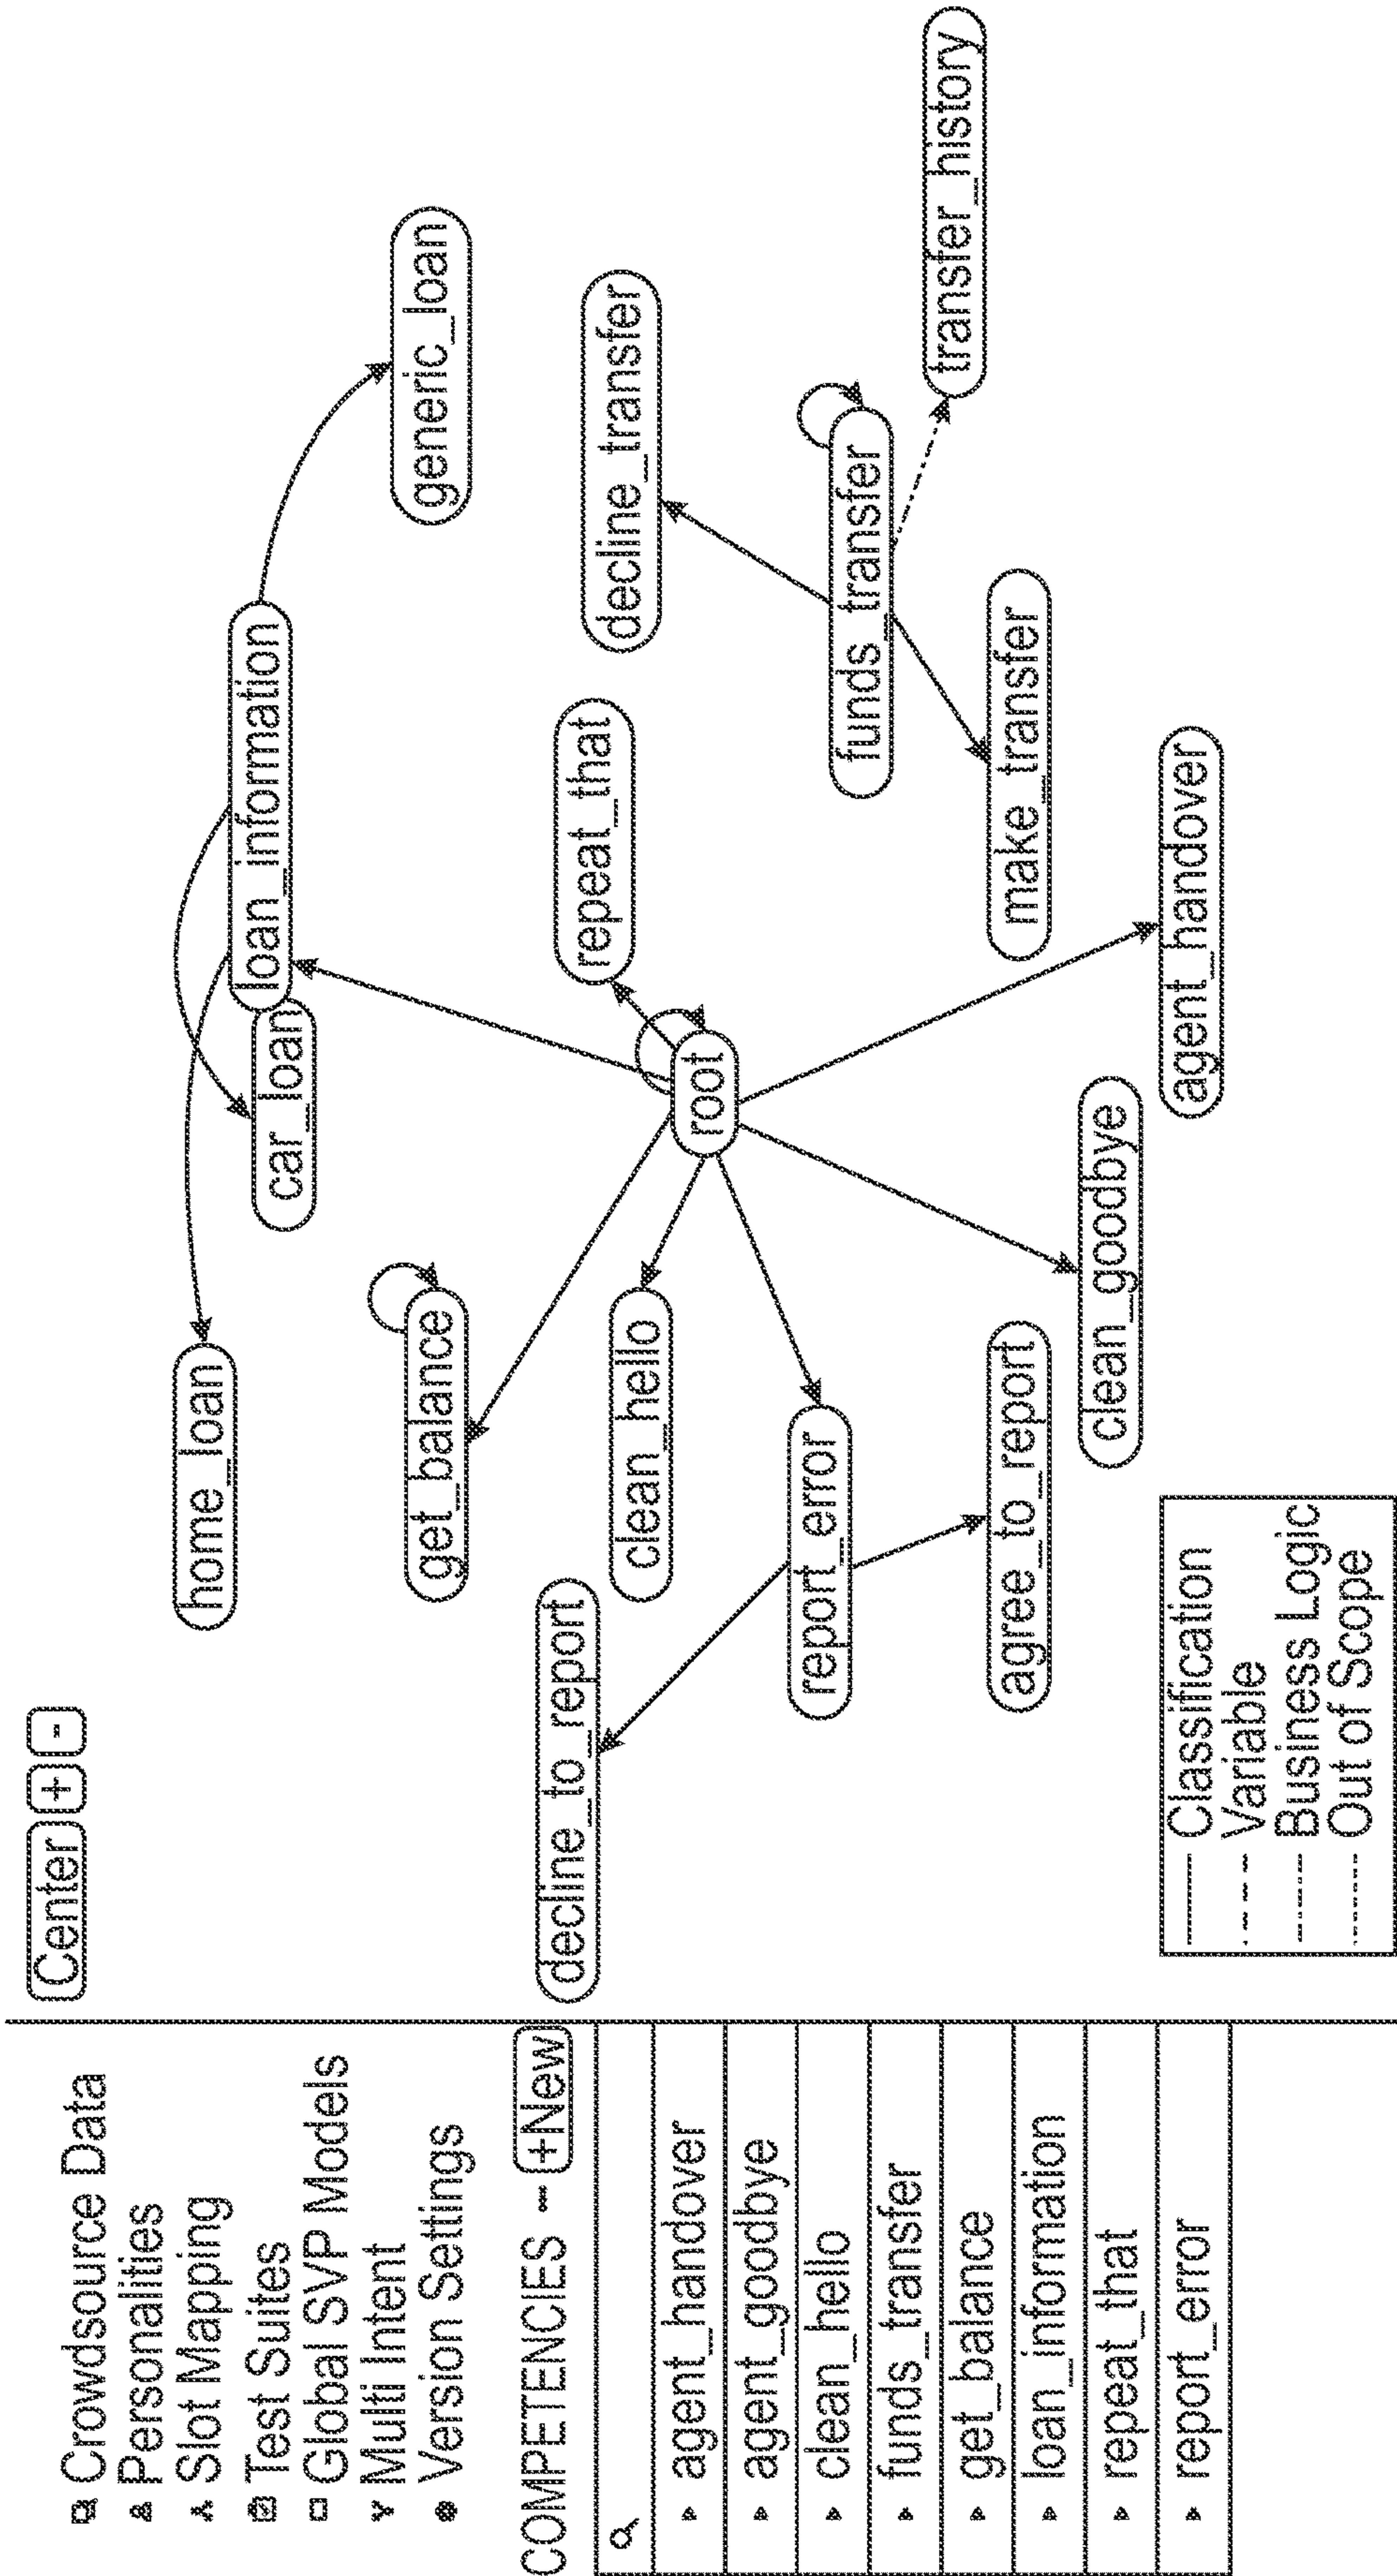 Crowdsource Data
Personalities
Slot Mapping
Test Suites
Global SVP Models
Multi Intent
Version Settings
COMPETENCIES -- +New
agent_handover
agent_goodbye
clean_hello
funds_transfer
get_balance
loan_information
repeat_that
report_error
Center + -
home_loan
car_loan
loan_information
generic_loan
get_balance
decline_to_report
clean_hello
repeat_that
decline_transfer
root
report_error
funds_transfer
transfer_history
agree_to_report
make_transfer
clean_goodbye
agent_handover
Classification
Variable
Business Logic
Out of Scope